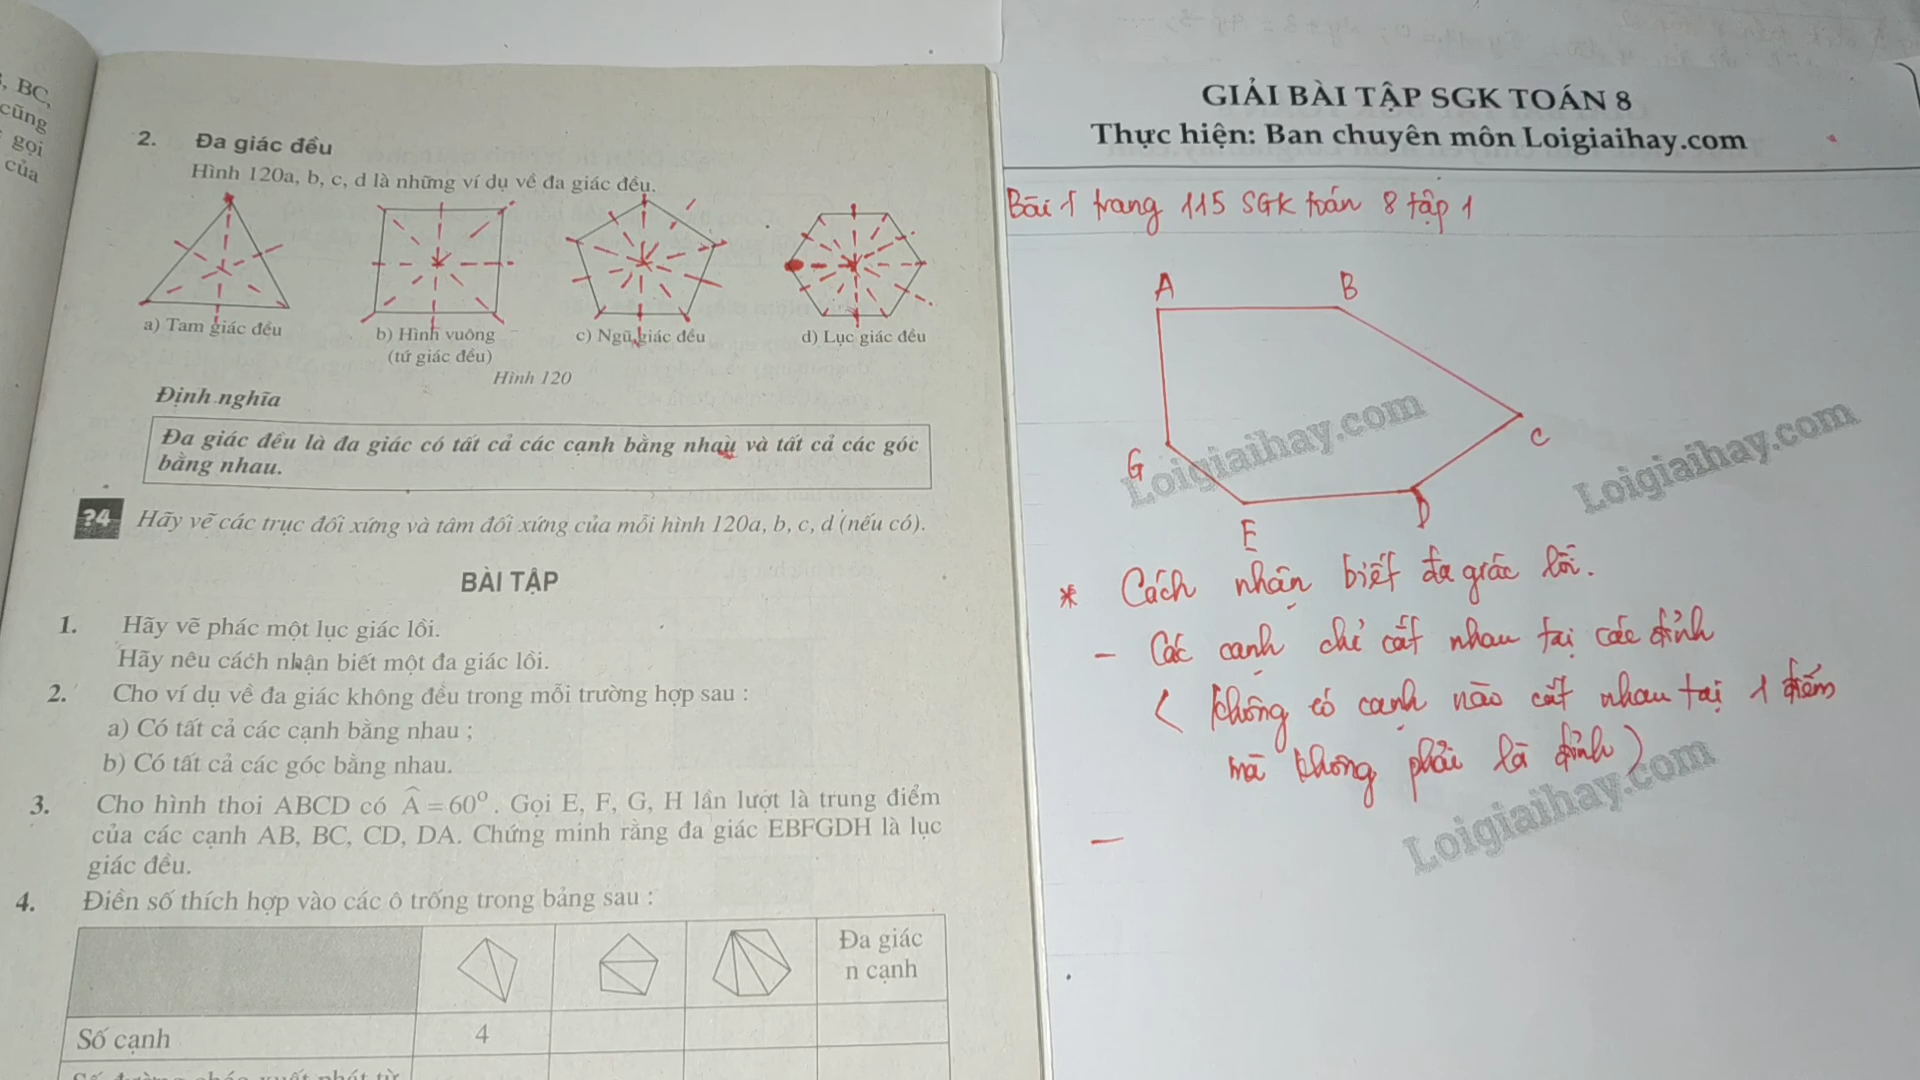 , BC,
cũng
gọi
của
2. Đa giác đều
Hình 120a, b, c, d là những ví dụ về đa giác đều.
a) Tam giác đều
b) Hình vuông
(tứ giác đều)
c) Ngũ giác đều
d) Lục giác đều
Hình 120
Định nghĩa
Đa giác đều là đa giác có tất cả các cạnh bằng nhau và tất cả các góc
bằng nhau.
?4 Hãy vẽ các trục đối xứng và tâm đối xứng của mỗi hình 120a, b, c, d (nếu có).
BÀI TẬP
1. Hãy vẽ phác một lục giác lồi.
Hãy nêu cách nhận biết một đa giác lồi.
2. Cho ví dụ về đa giác không đều trong mỗi trường hợp sau :
a) Có tất cả các cạnh bằng nhau ;
b) Có tất cả các góc bằng nhau.
3. Cho hình thoi ABCD có Â = 60°. Gọi E, F, G, H lần lượt là trung điểm
của các cạnh AB, BC, CD, DA. Chứng minh rằng đa giác EBFGDH là lục
giác đều.
4. Điền số thích hợp vào các ô trống trong bảng sau :
Đa giác
n cạnh
Số cạnh 4
GIẢI BÀI TẬP SGK TOÁN 8
Thực hiện: Ban chuyên môn Loigiaihay.com
Bài 1 trang 115 SGK toán 8 tập 1
A B
C
G
E
D
Loigiaihay.com
Loigiaihay.com
* Cách nhận biết đa giác lồi.
- Các cạnh chỉ cắt nhau tại các đỉnh
( không có cạnh nào cắt nhau tại 1 điểm
mà không phải là đỉnh)
Loigiaihay.com
-